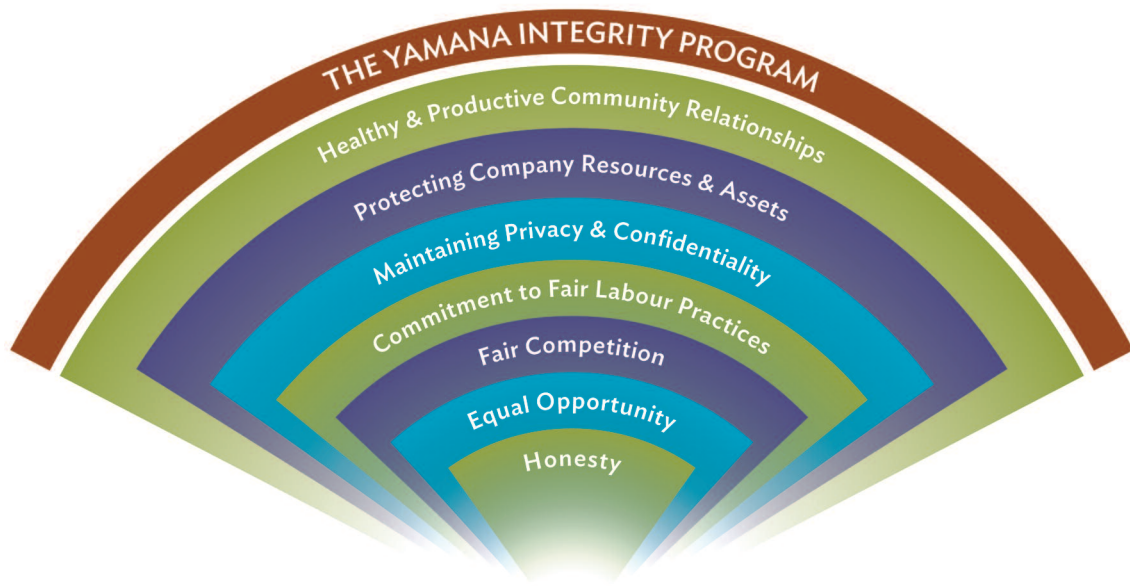 THE YAMANA INTEGRITY PROGRAM
Healthy & Productive Community Relationships
Protecting Company Resources & Assets
Maintaining Privacy & Confidentiality
Commitment to Fair Labour Practices
Fair Competition
Equal Opportunity
Honesty